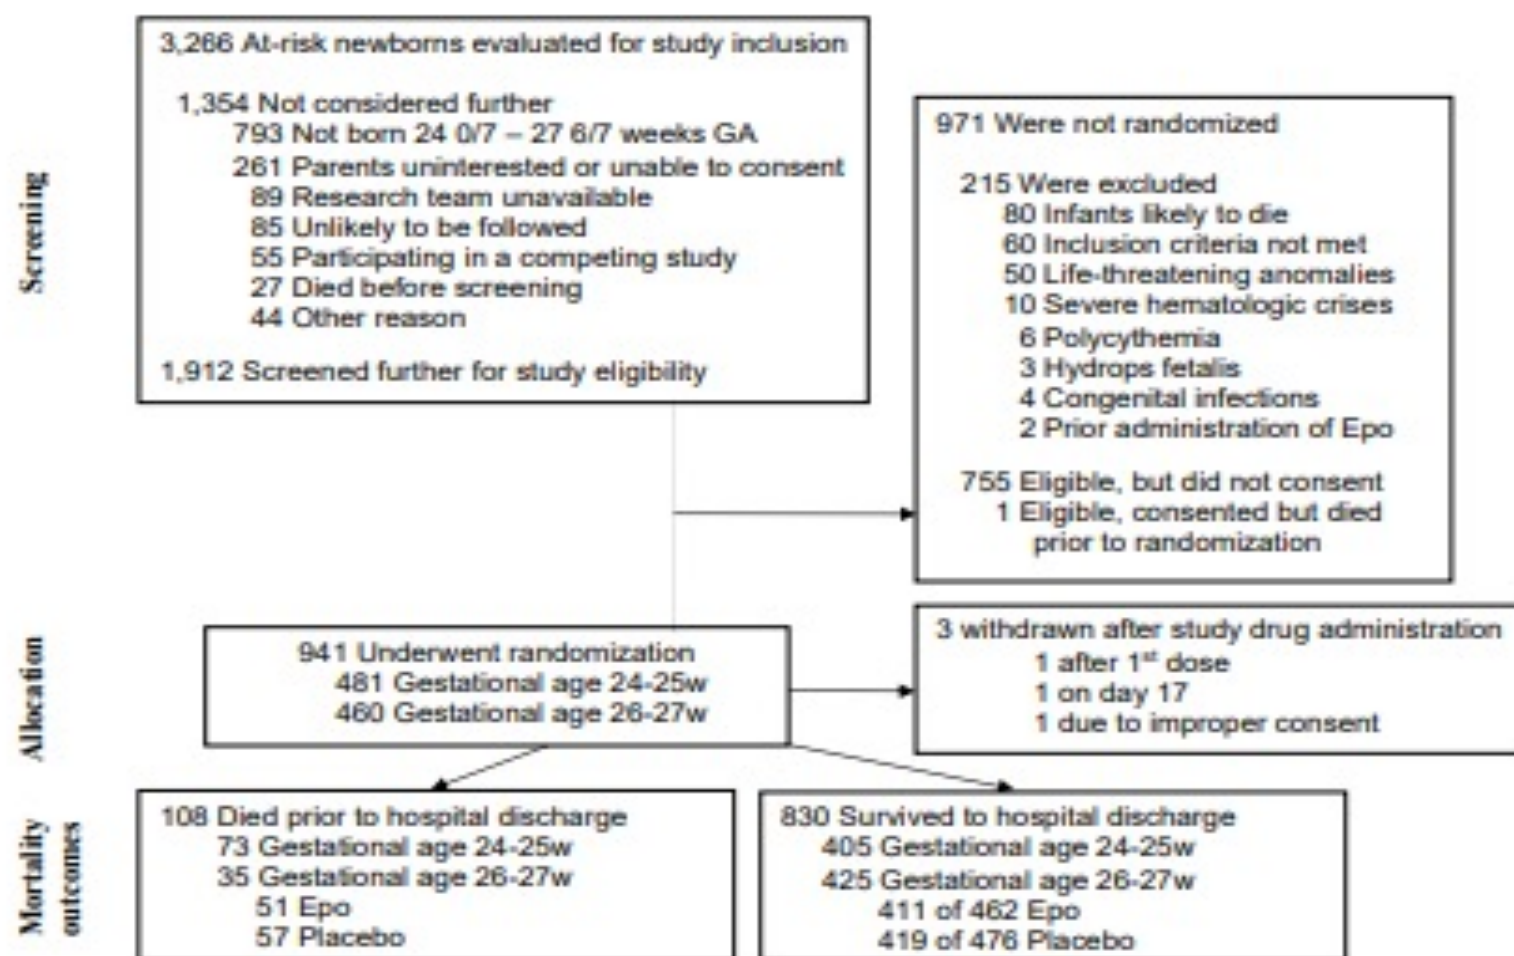 Screening
3,266 At-risk newborns evaluated for study inclusion
1,354 Not considered further
793 Not born 24 0/7 – 27 6/7 weeks GA
261 Parents uninterested or unable to consent
89 Research team unavailable
85 Unlikely to be followed
55 Participating in a competing study
27 Died before screening
44 Other reason
1,912 Screened further for study eligibility
971 Were not randomized
215 Were excluded
80 Infants likely to die
60 Inclusion criteria not met
50 Life-threatening anomalies
10 Severe hematologic crises
6 Polycythemia
3 Hydrops fetalis
4 Congenital infections
2 Prior administration of Epo
755 Eligible, but did not consent
1 Eligible, consented but died
prior to randomization
Allocation
941 Underwent randomization
481 Gestational age 24-25w
460 Gestational age 26-27w
3 withdrawn after study drug administration
1 after 1st dose
1 on day 17
1 due to improper consent
Mortality
outcomes
108 Died prior to hospital discharge
73 Gestational age 24-25w
35 Gestational age 26-27w
51 Epo
57 Placebo
830 Survived to hospital discharge
405 Gestational age 24-25w
425 Gestational age 26-27w
411 of 462 Epo
419 of 476 Placebo